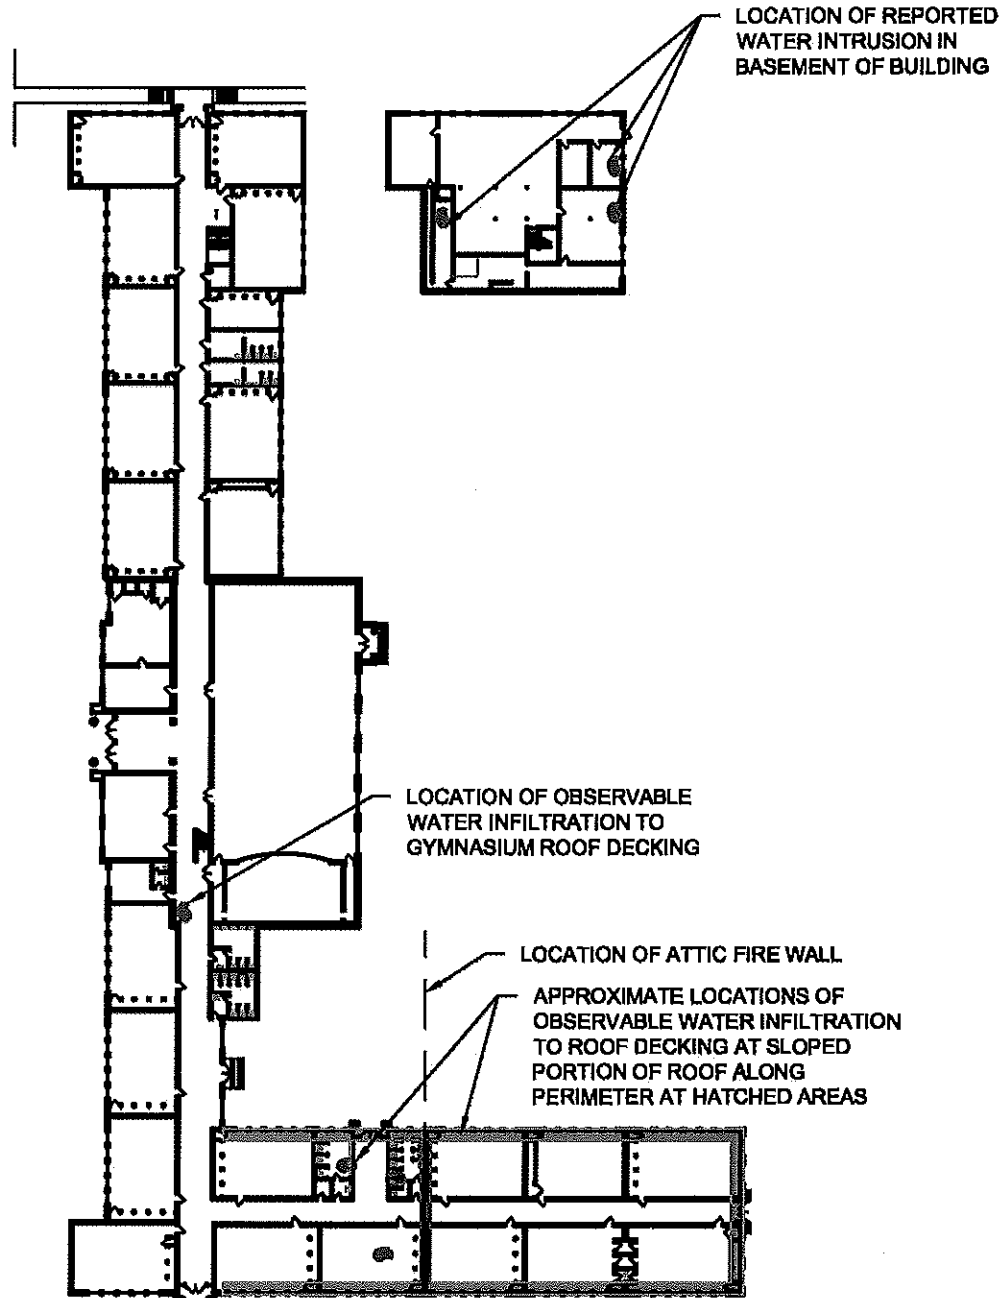 LOCATION OF REPORTED
WATER INTRUSION IN
BASEMENT OF BUILDING
LOCATION OF OBSERVABLE
WATER INFILTRATION TO
GYMNASIUM ROOF DECKING
LOCATION OF ATTIC FIRE WALL
APPROXIMATE LOCATIONS OF
OBSERVABLE WATER INFILTRATION
TO ROOF DECKING AT SLOPED
PORTION OF ROOF ALONG
PERIMETER AT HATCHED AREAS